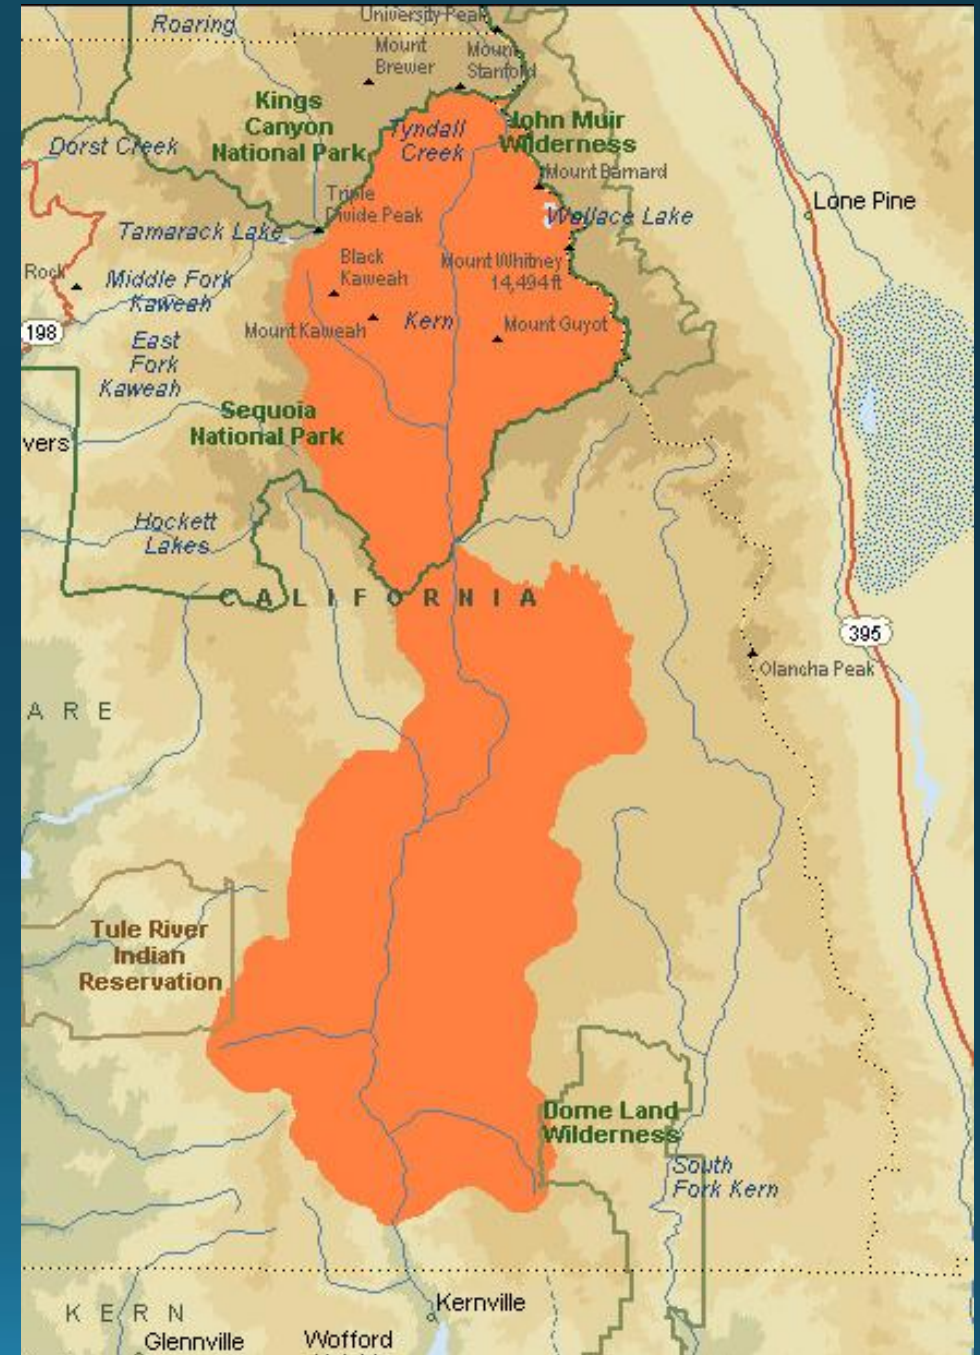 University Peak
Roaring
Mount
Brewer
Mount
Stanford
Kings
Canyon
National Park
Tyndall
Creek
John Muir
Wilderness
Dorst Creek
Mount Barnard
Triple
Divide Peak
Lone Pine
Wallace Lake
Tamarack Lake
Black
Kaweah
Mount Whitney
14,494 ft
Rock
Middle Fork
Kaweah
Kern
Mount Kaweah
Mount Guyot
198
East
Fork
Kaweah
Sequoia
National Park
vers
Hockett
Lakes
CALIFORNIA
395
Olancha Peak
ARE
Tule River
Indian
Reservation
Dome Land
Wilderness
South
Fork Kern
Kernville
KERN
Glennville
Wofford